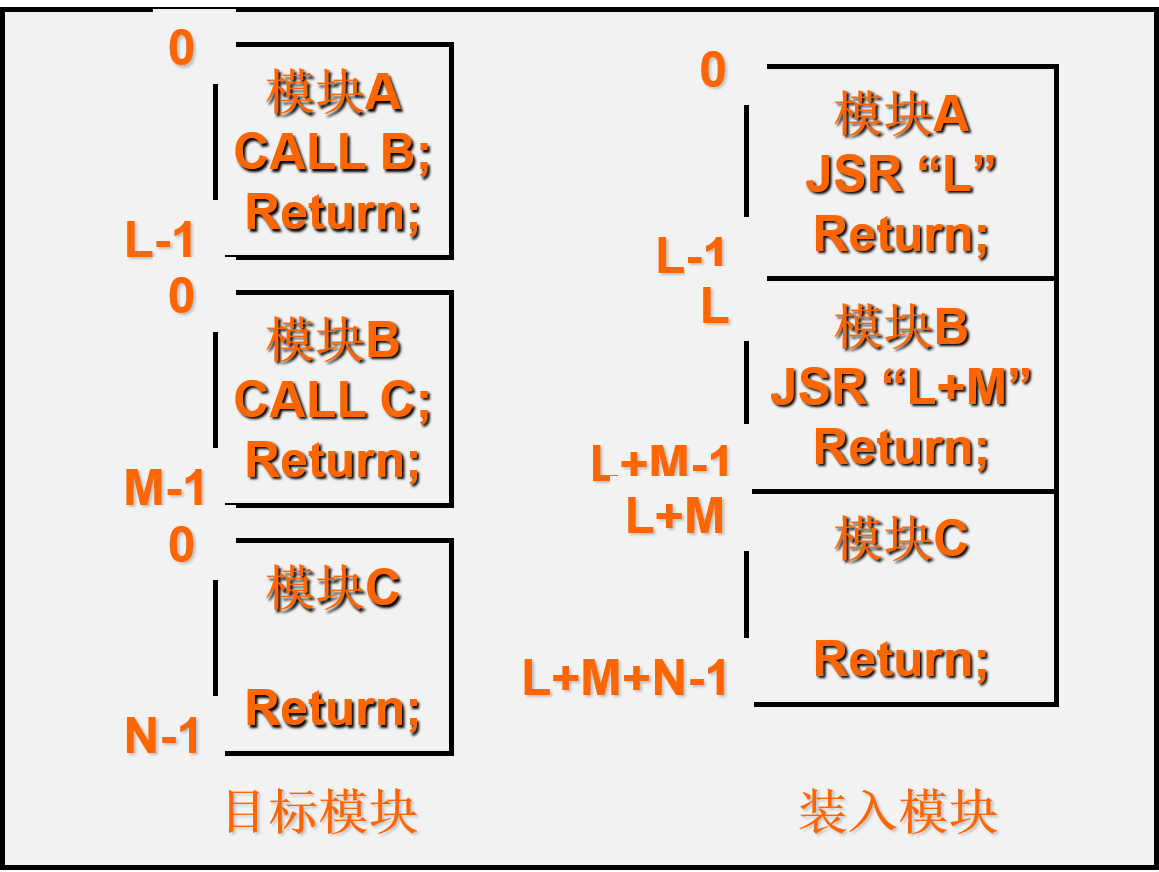 0
模块A
CALL B;
Return;
L-1
0
模块B
CALL C;
Return;
M-1
0
模块C
Return;
N-1
目标模块
0
模块A
JSR “L”
Return;
L-1
L
模块B
JSR “L+M”
Return;
L+M-1
L+M
模块C
Return;
L+M+N-1
装入模块